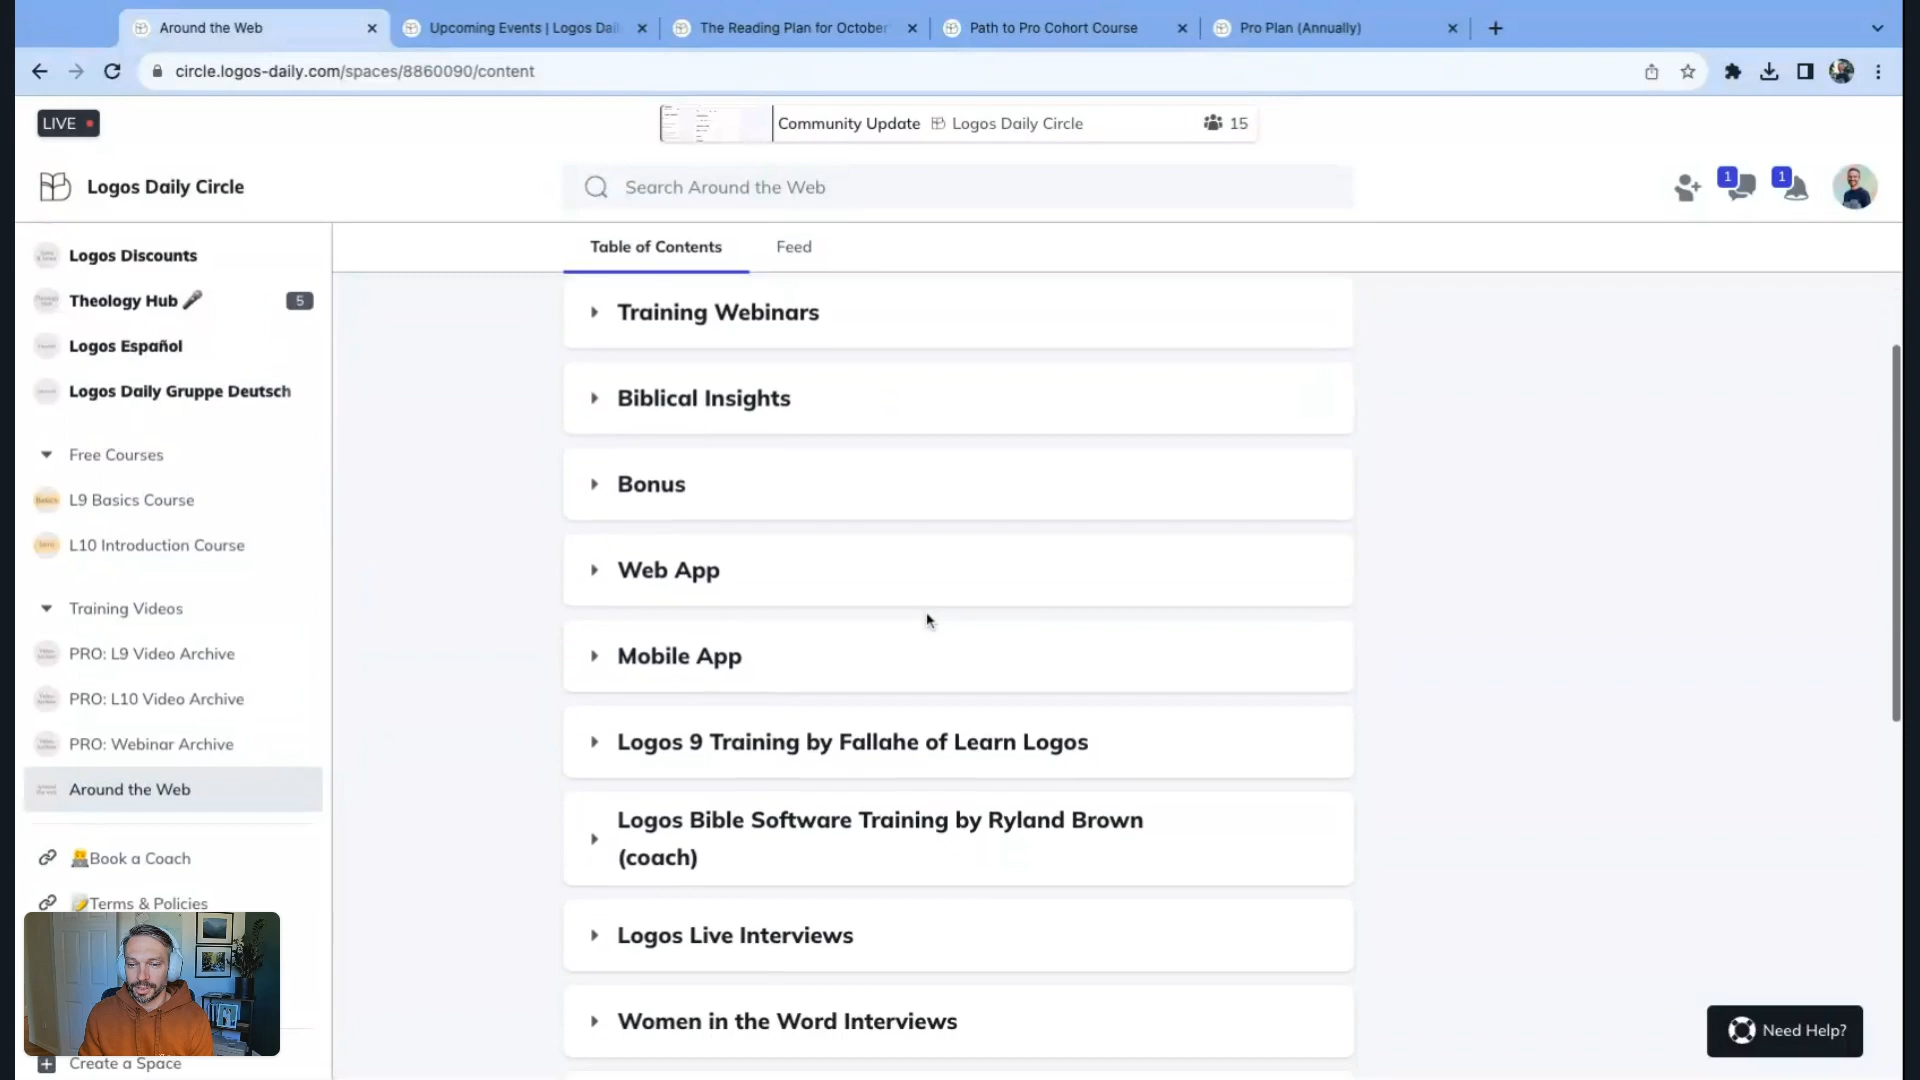 Around the Web
Upcoming Events | Logos Dai
The Reading Plan for October
Path to Pro Cohort Course
Pro Plan (Annually)
circle.logos-daily.com/spaces/8860090/content
LIVE
Community Update
Logos Daily Circle
15
Logos Daily Circle
Search Around the Web
1
1
Table of Contents
Feed
Logos Discounts
Theology Hub 🎤
5
Logos Español
Logos Daily Gruppe Deutsch
Free Courses
L9 Basics Course
L10 Introduction Course
Training Videos
PRO: L9 Video Archive
PRO: L10 Video Archive
PRO: Webinar Archive
Around the Web
Book a Coach
Terms & Policies
Create a Space
Training Webinars
Biblical Insights
Bonus
Web App
Mobile App
Logos 9 Training by Fallahe of Learn Logos
Logos Bible Software Training by Ryland Brown
(coach)
Logos Live Interviews
Women in the Word Interviews
Need Help?